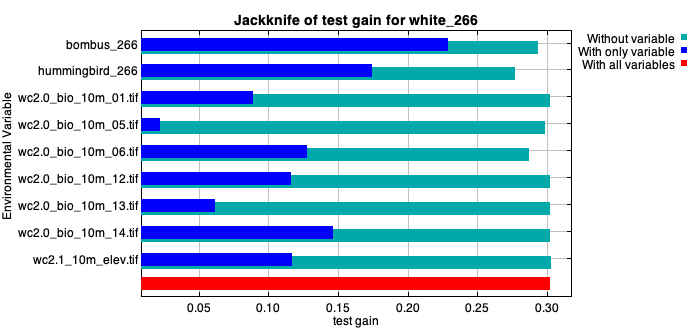 Jackknife of test gain for white_266
Without variable
With only variable
With all variables
Environmental Variable
bombus_266
hummingbird_266
wc2.0_bio_10m_01.tif
wc2.0_bio_10m_05.tif
wc2.0_bio_10m_06.tif
wc2.0_bio_10m_12.tif
wc2.0_bio_10m_13.tif
wc2.0_bio_10m_14.tif
wc2.1_10m_elev.tif
0.05 0.10 0.15 0.20 0.25 0.30
test gain